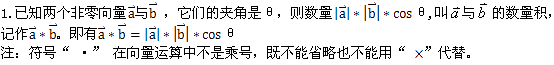 1.已知两个非零向量a⃗与b⃗ ，它们的夹角是 θ，则数量|a⃗|*|b⃗|*cos θ,叫a⃗与b⃗ 的数量积，
记作a⃗*b⃗。即有a⃗*b⃗=|a⃗|*|b⃗|*cos θ
注：符号“ · ” 在向量运算中不是乘号，既不能省略也不能用“ ×”代替。